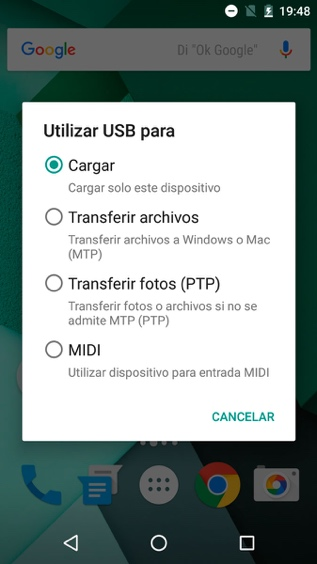 19:48
Google Di "Ok Google"
Utilizar USB para
Cargar
Cargar solo este dispositivo
Transferir archivos
Transferir archivos a Windows o Mac
(MTP)
Transferir fotos (PTP)
Transferir fotos o archivos si no se
admite MTP (PTP)
MIDI
Utilizar dispositivo para entrada MIDI
CANCELAR